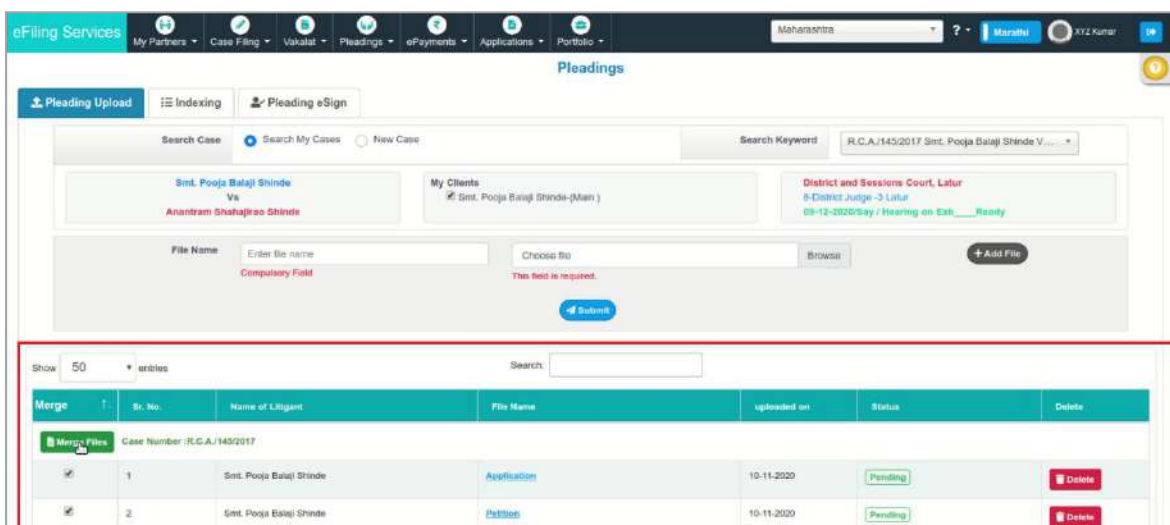 eFiling Services
My Partners Case Filing Vakalat Pleadings ePayments Applications Portfolio
Maharashtra
?
Marathi
XYZ Kumar
Pleadings
Pleading Upload Indexing Pleading eSign
Search Case Search My Cases New Case Search Keyword R.C.A./145/2017 Smt. Pooja Balaji Shinde V...
Smt. Pooja Balaji Shinde
Vs
Anantram Shahajirao Shinde
My Clients
Smt. Pooja Balaji Shinde-(Main )
District and Sessions Court, Latur
6-District Judge -3 Latur
09-12-2020/Say / Hearing on Exh____Ready
File Name Enter file name Choose file Browse + Add File
Compulsory Field This field is required.
Submit
Show 50 entries Search:
Merge Sr. No. Name of Litigant File Name uploaded on Status Delete
Merge Files Case Number :R.C.A./145/2017
1 Smt. Pooja Balaji Shinde Application 10-11-2020 Pending Delete
2 Smt. Pooja Balaji Shinde Petition 10-11-2020 Pending Delete